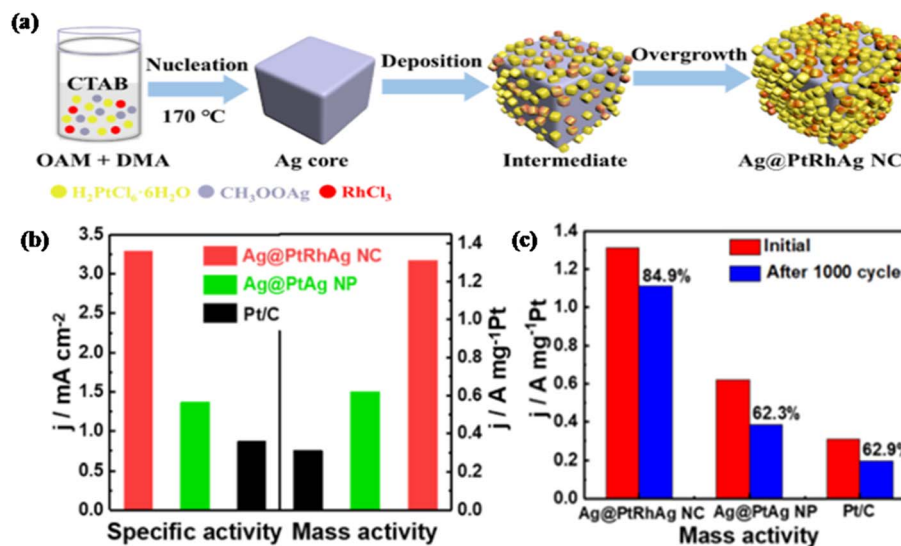 (a)
CTAB
OAM + DMA
Nucleation
170 °C
Ag core
Deposition
Intermediate
Overgrowth
Ag@PtRhAg NC
H₂PtCl₆·6H₂O CH₃OOAg RhCl₃
(b)
j / mA cm⁻²
3.5
3.0
2.5
2.0
1.5
1.0
0.5
0.0
Ag@PtRhAg NC
Ag@PtAg NP
Pt/C
1.4
1.2
1.0
0.8
0.6
0.4
0.2
0.0
j / A mg⁻¹Pt
Specific activity Mass activity
(c)
j / A mg⁻¹Pt
1.4
1.2
1.0
0.8
0.6
0.4
0.2
0.0
Initial
After 1000 cycle
84.9%
62.3%
62.9%
Ag@PtRhAg NC Ag@PtAg NP Pt/C
Mass activity